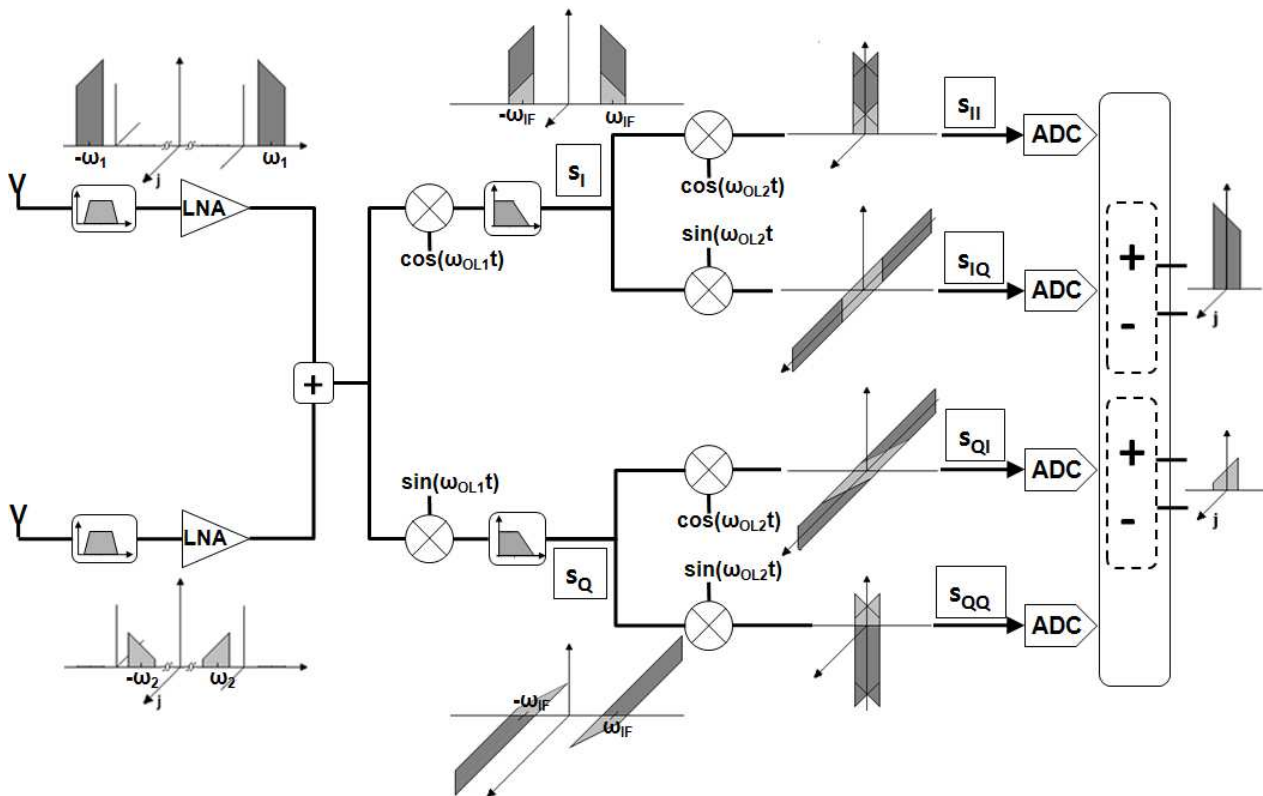 -ω1
ω1
j
LNA
cos(ωOL1t)
sI
-ωIF
ωIF
cos(ωOL2t)
sII
ADC
sin(ωOL2t
sIQ
ADC
+
-
j
+
sin(ωOL1t)
sQ
cos(ωOL2t)
sQI
ADC
+
-
j
sin(ωOL2t)
sQQ
ADC
LNA
-ω2
ω2
j
-ωIF
ωIF